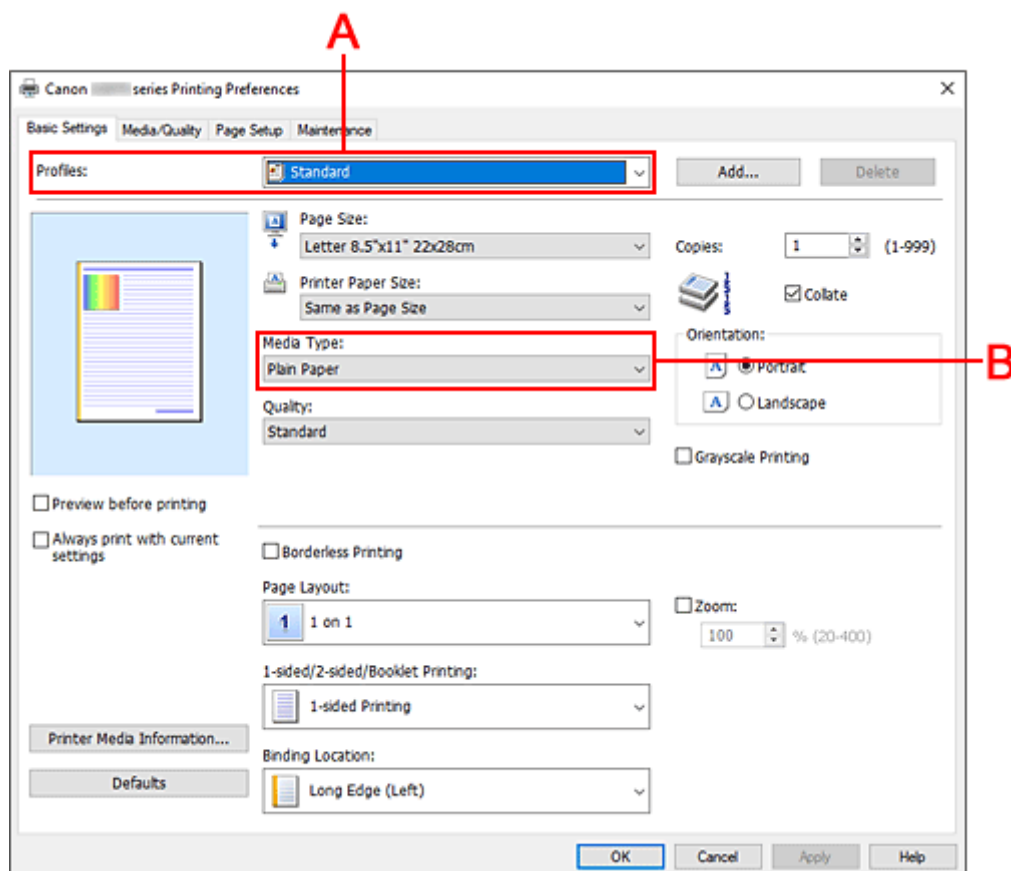 A
Canon series Printing Preferences
Basic Settings Media/Quality Page Setup Maintenance
Profiles: Standard Add... Delete
Page Size:
Letter 8.5"x11" 22x28cm
Copies: 1 (1-999)
Printer Paper Size:
Same as Page Size
Collate
Media Type:
Plain Paper
B
Orientation:
Portrait
Landscape
Quality:
Standard
Grayscale Printing
Preview before printing
Always print with current
settings
Borderless Printing
Page Layout:
1 on 1
Zoom:
100 % (20-400)
1-sided/2-sided/Booklet Printing:
1-sided Printing
Printer Media Information...
Defaults
Binding Location:
Long Edge (Left)
OK Cancel Apply Help